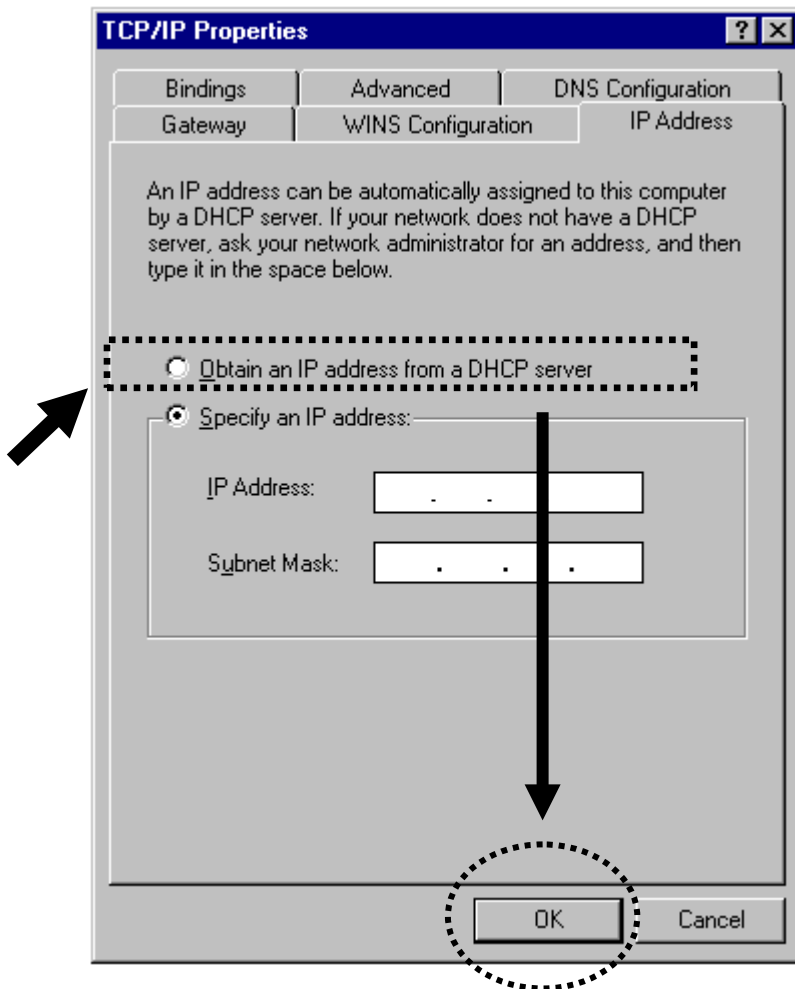 TCP/IP Properties
Bindings Advanced DNS Configuration
Gateway WINS Configuration IP Address
An IP address can be automatically assigned to this computer
by a DHCP server. If your network does not have a DHCP
server, ask your network administrator for an address, and then
type it in the space below.
Obtain an IP address from a DHCP server
Specify an IP address:
IP Address: . .
Subnet Mask: . . .
OK Cancel